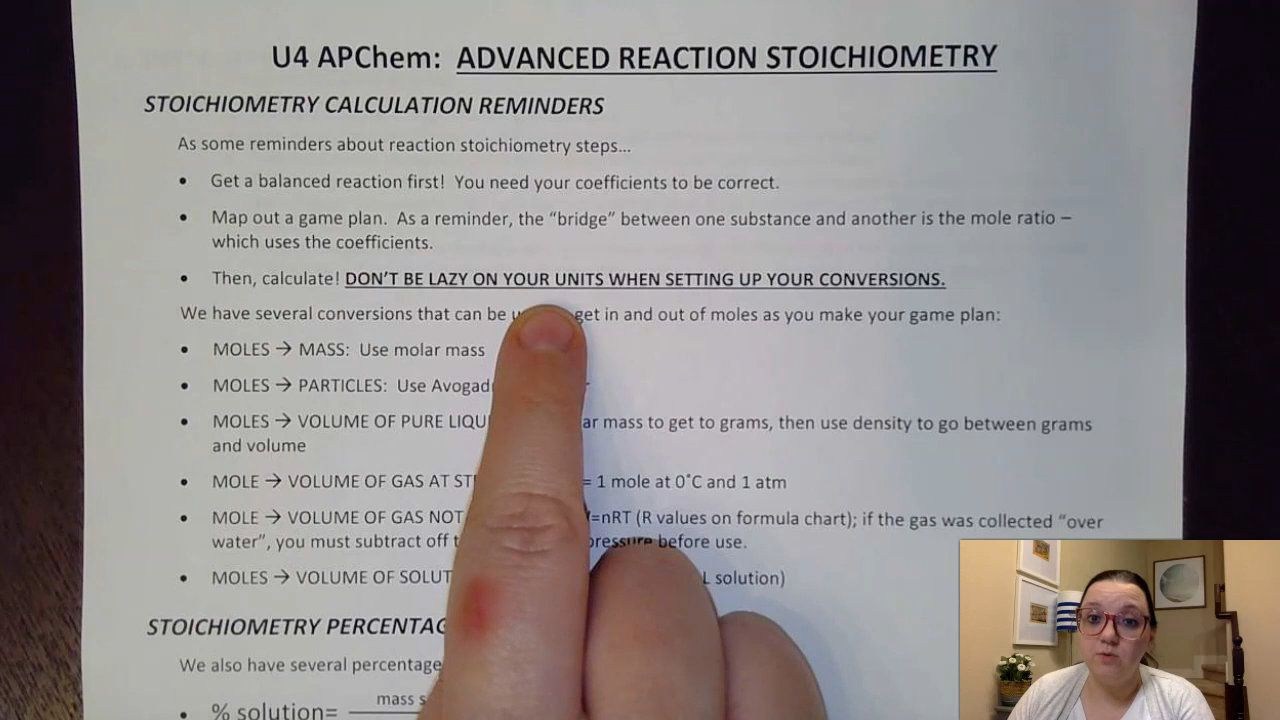 U4 APChem: ADVANCED REACTION STOICHIOMETRY
STOICHIOMETRY CALCULATION REMINDERS
As some reminders about reaction stoichiometry steps...
• Get a balanced reaction first! You need your coefficients to be correct.
• Map out a game plan. As a reminder, the “bridge” between one substance and another is the mole ratio –
which uses the coefficients.
• Then, calculate! DON’T BE LAZY ON YOUR UNITS WHEN SETTING UP YOUR CONVERSIONS.
We have several conversions that can be get in and out of moles as you make your game plan:
• MOLES → MASS: Use molar mass
• MOLES → PARTICLES: Use
• MOLES → VOLUME OF PURE mass to get to grams, then use density to go between grams
and volume
• MOLE → VOLUME OF GAS AT = 1 mole at 0˚C and 1 atm
• MOLE → VOLUME OF GAS NOT =nRT (R values on formula chart); if the gas was collected “over
water”, you must subtract off pressure before use.
• MOLES → VOLUME OF L solution)
STOICHIOMETRY
We also have several percentage
• % solution=
mass